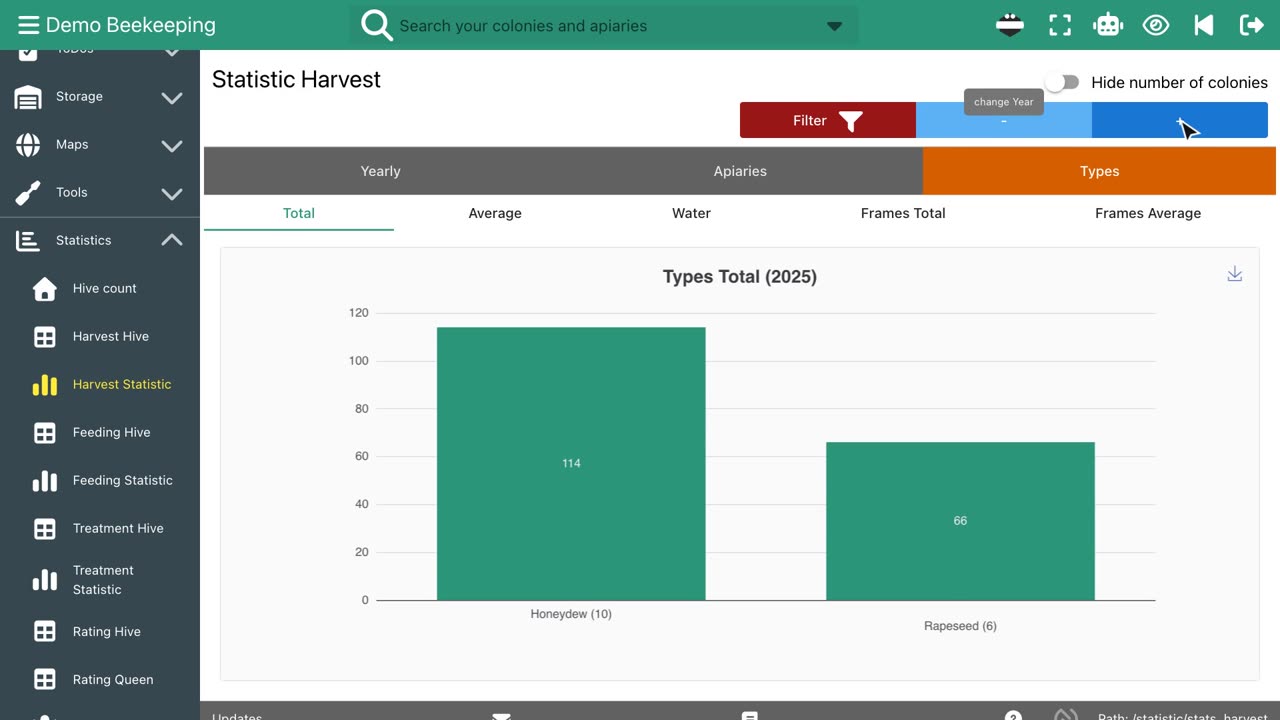 Demo Beekeeping
Search your colonies and apiaries
ToDos
Storage
Maps
Tools
Statistics
Hive count
Harvest Hive
Harvest Statistic
Feeding Hive
Feeding Statistic
Treatment Hive
Treatment
Statistic
Rating Hive
Rating Queen
Statistic Harvest
Hide number of colonies
change Year
Filter
-
Yearly
Apiaries
Types
Total
Average
Water
Frames Total
Frames Average
Types Total (2025)
120
100
80
60
40
20
0
114
66
Honeydew (10)
Rapeseed (6)
Updates
Path: /statistic/stats_harvest